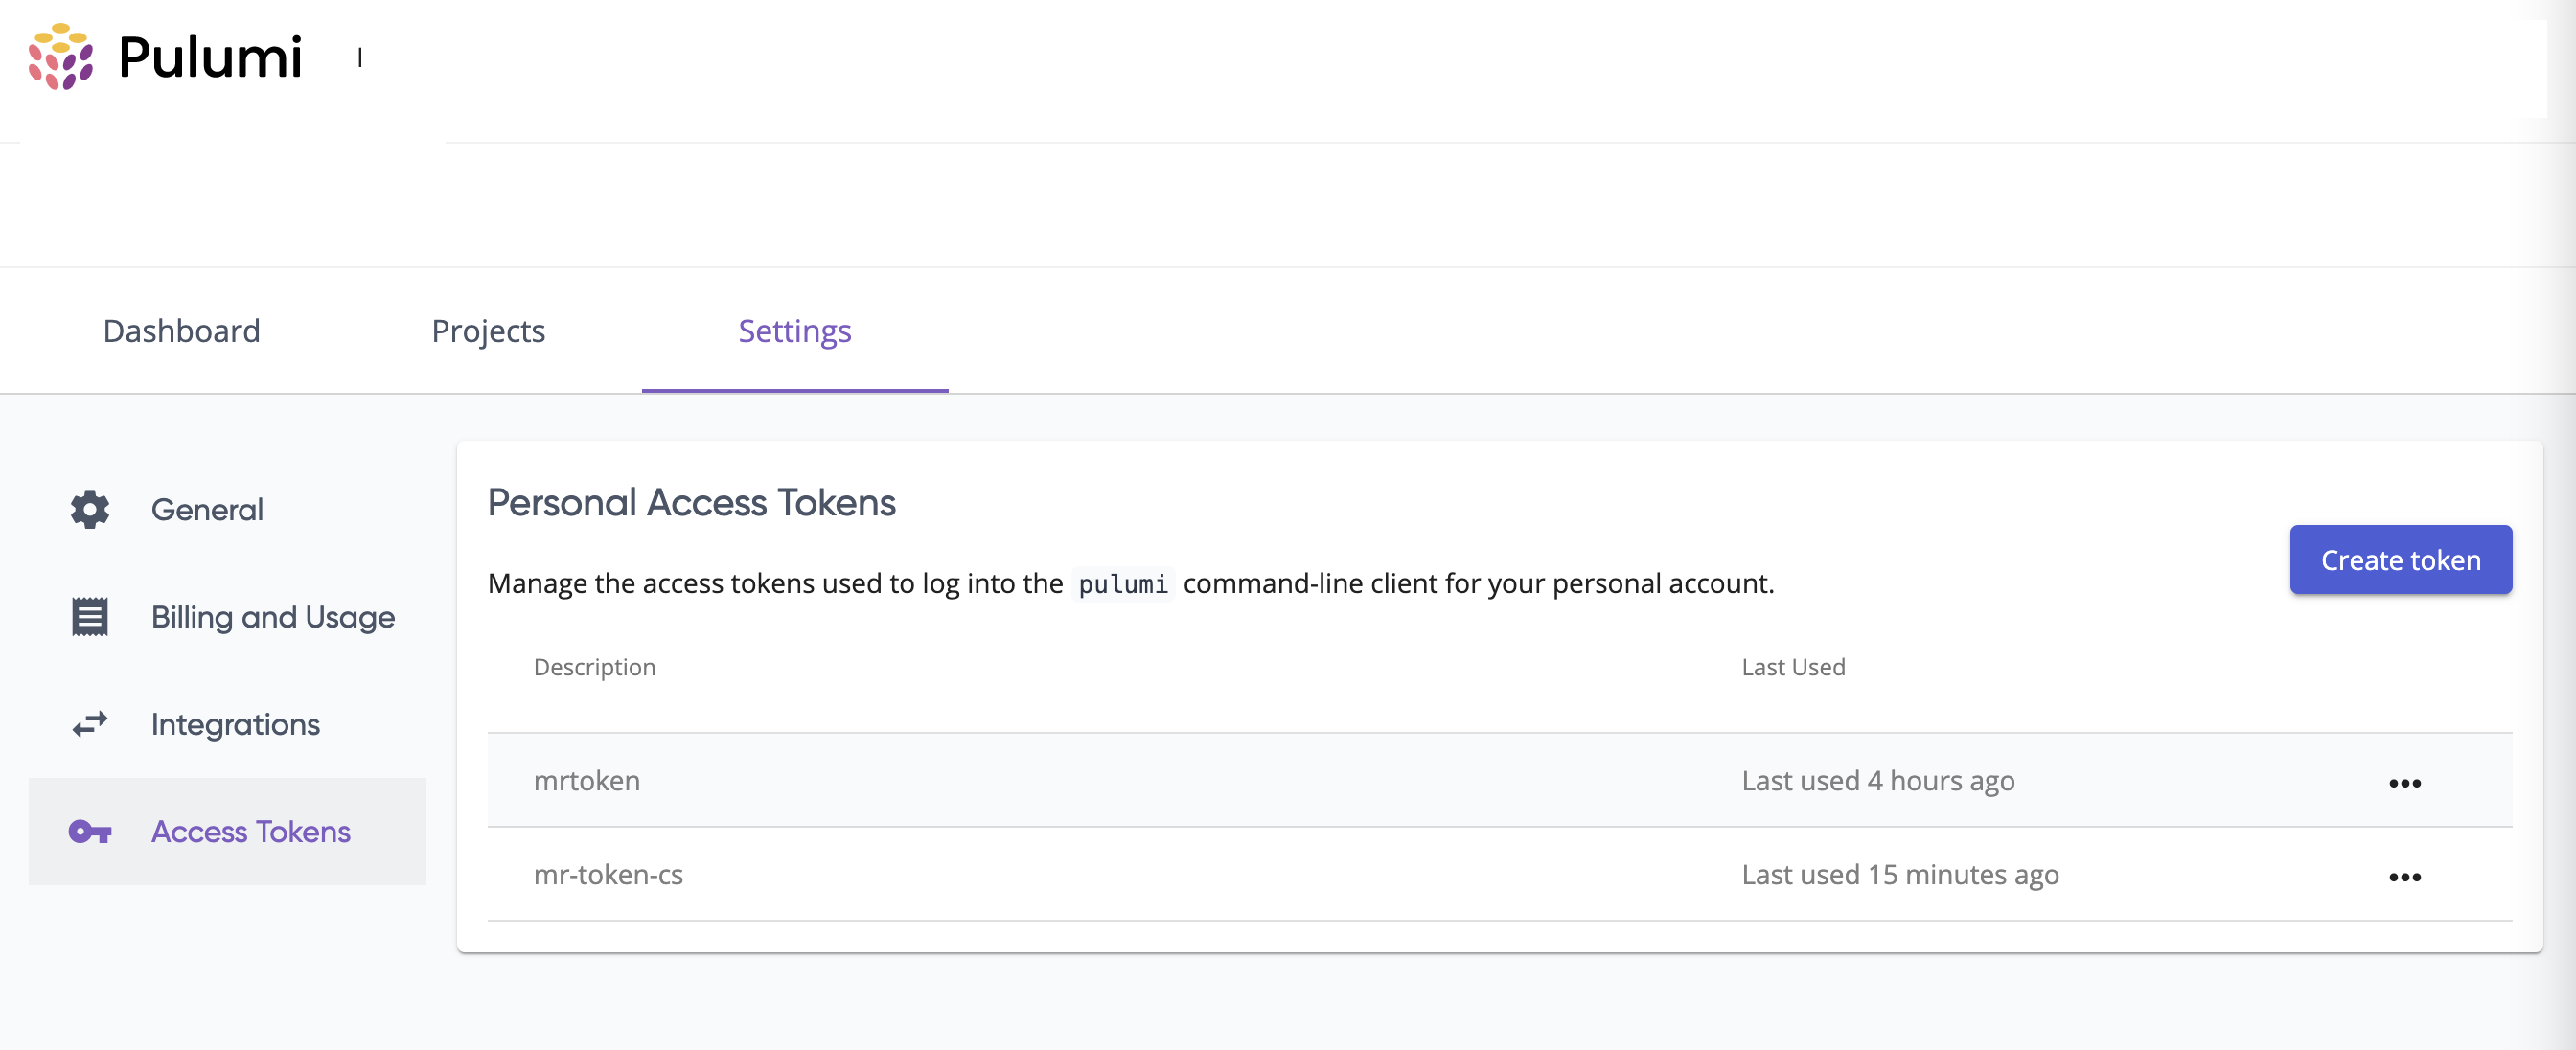 Pulumi
Dashboard Projects Settings
General
Billing and Usage
Integrations
Access Tokens
Personal Access Tokens
Manage the access tokens used to log into the pulumi command-line client for your personal account.
Create token
Description Last Used
mrtoken Last used 4 hours ago
mr-token-cs Last used 15 minutes ago